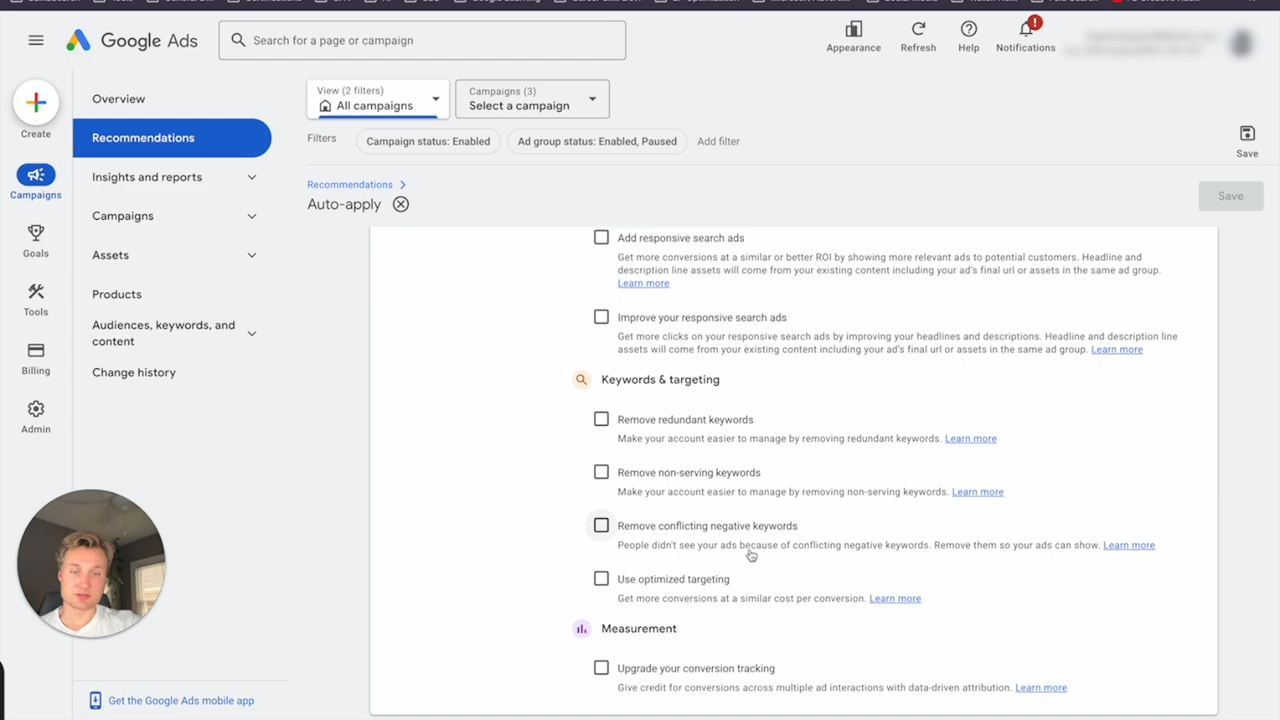 Google Ads
Search for a page or campaign
Appearance
Refresh
Help
Notifications
Create
Campaigns
Goals
Tools
Billing
Admin
Overview
Recommendations
Insights and reports
Campaigns
Assets
Products
Audiences, keywords, and
content
Change history
Get the Google Ads mobile app
View (2 filters)
All campaigns
Campaigns (3)
Select a campaign
Filters
Campaign status: Enabled
Ad group status: Enabled, Paused
Add filter
Save
Recommendations
Auto-apply
Save
Add responsive search ads
Get more conversions at a similar or better ROI by showing more relevant ads to potential customers. Headline and
description line assets will come from your existing content including your ad's final url or assets in the same ad group.
Learn more
Improve your responsive search ads
Get more clicks on your responsive search ads by improving your headlines and descriptions. Headline and description line
assets will come from your existing content including your ad's final url or assets in the same ad group. Learn more
Keywords & targeting
Remove redundant keywords
Make your account easier to manage by removing redundant keywords. Learn more
Remove non-serving keywords
Make your account easier to manage by removing non-serving keywords. Learn more
Remove conflicting negative keywords
People didn't see your ads because of conflicting negative keywords. Remove them so your ads can show. Learn more
Use optimized targeting
Get more conversions at a similar cost per conversion. Learn more
Measurement
Upgrade your conversion tracking
Give credit for conversions across multiple ad interactions with data-driven attribution. Learn more